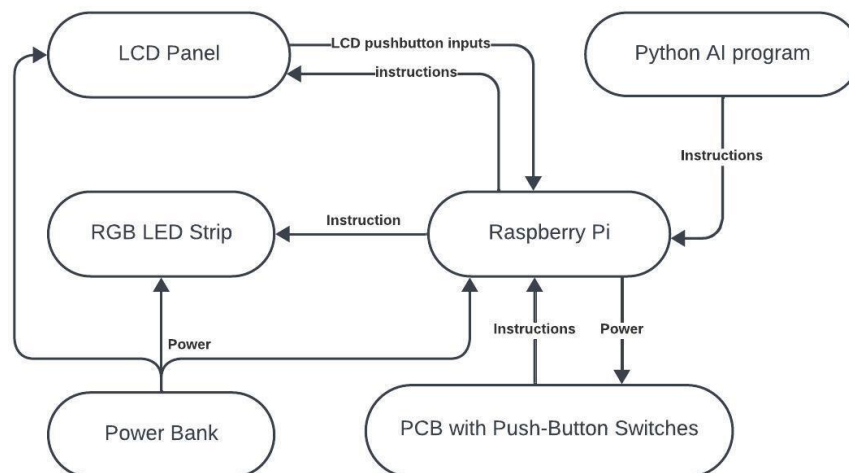 LCD Panel
LCD pushbutton inputs
instructions
Python AI program
Instructions
RGB LED Strip
Instruction
Raspberry Pi
Power
Instructions
Power
Power Bank
PCB with Push-Button Switches